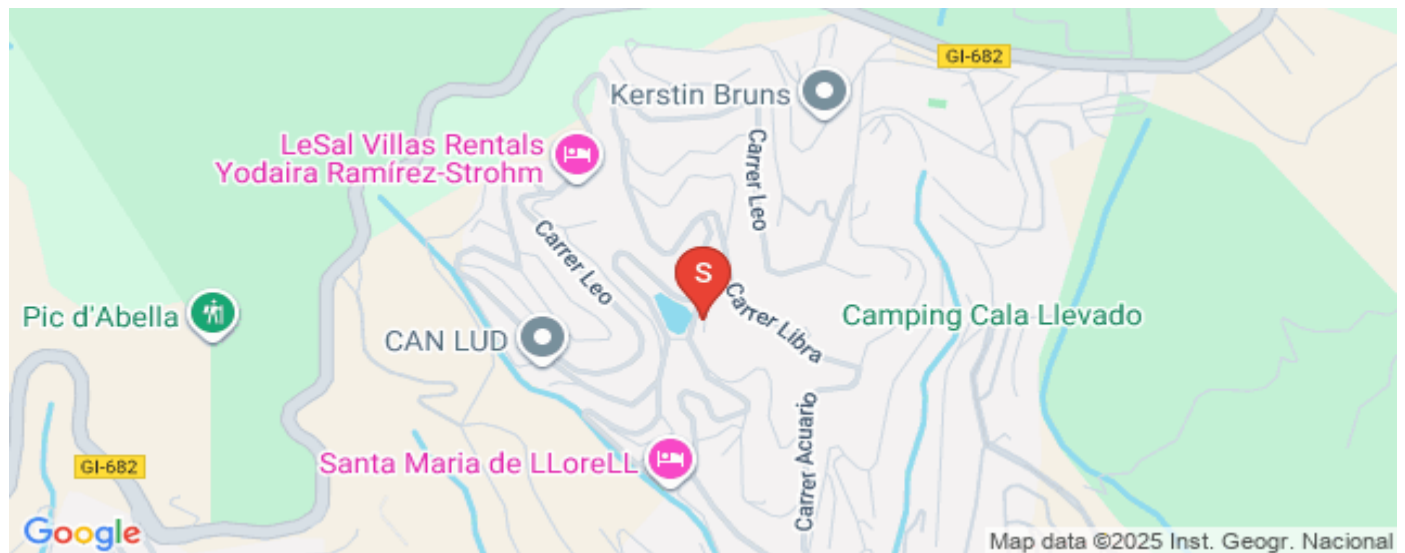 GI-682
Kerstin Bruns
LeSal Villas Rentals
Yodaira Ramírez-Strohm
Carrer Leo
Carrer Leo
S
Carrer Libra
Pic d'Abella
CAN LUD
Camping Cala Llevado
Carrer Acuario
Santa Maria de LLoreLL
GI-682
Google
Map data ©2025 Inst. Geogr. Nacional